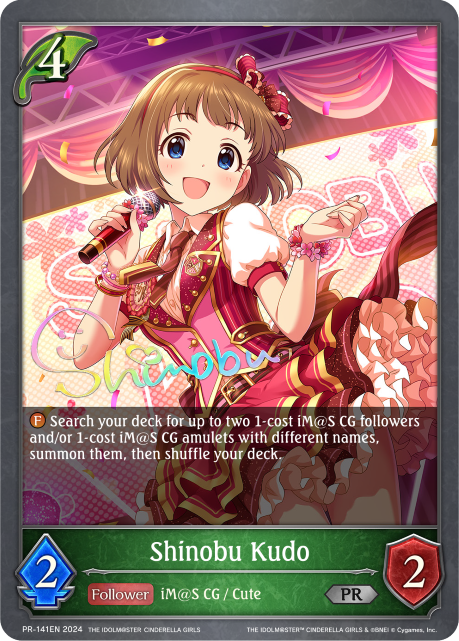 4
SHINOBU
Shinobu
F Search your deck for up to two 1-cost iM@S CG followers
and/or 1-cost iM@S CG amulets with different names,
summon them, then shuffle your deck.
Shinobu Kudo
2
Follower iM@S CG / Cute
PR
2
PR-141EN 2024 THE IDOLM@STER CINDERELLA GIRLS THE IDOLM@STER™ CINDERELLA GIRLS & ©BNEI © Cygames, Inc.